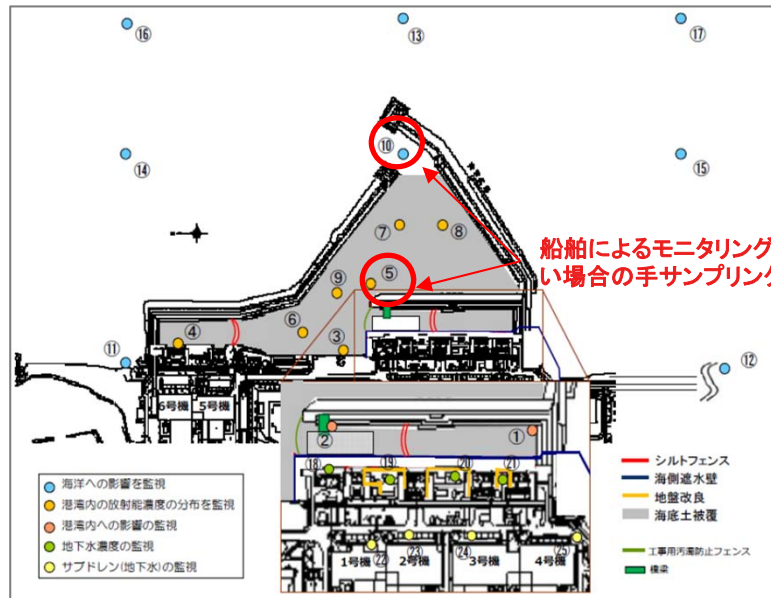 ⑯
⑬
⑰
⑩
⑭
⑮
⑦
⑧
船舶によるモニタリング
い場合の手サンプリング
⑤
⑨
⑥
④
③
⑪
⑫
6号機
5号機
②
①
⑱
⑲
⑳
㉑
1号機
㉒
2号機
㉓
㉔
3号機
4号機
㉕
海洋への影響を監視
港湾内の放射能濃度の分布を監視
港湾内への影響の監視
地下水濃度の監視
サブドレン(地下水)の監視
シルトフェンス
海側遮水壁
地盤改良
海底土被覆
工事用汚濁防止フェンス
橋梁